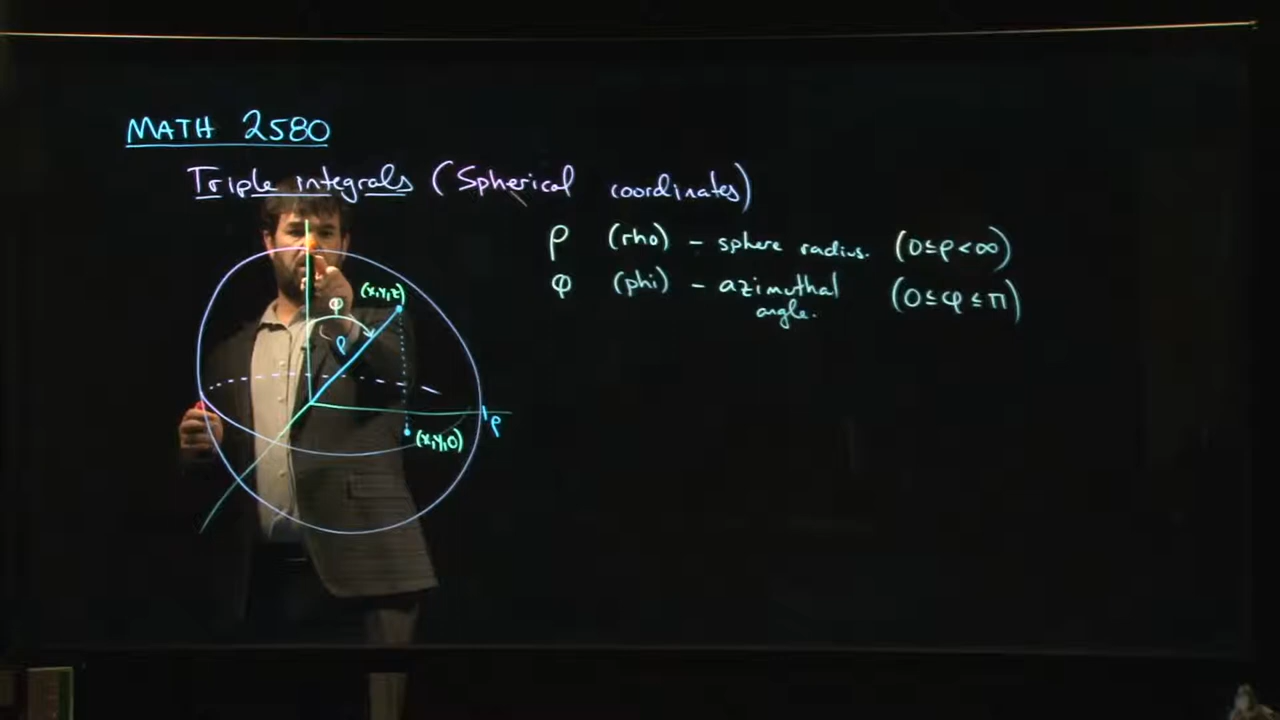 MATH 2580
Triple integrals (Spherical coordinates)
ρ (rho) - sphere radius. (0≤ρ<∞)
φ (phi) - azimuthal (0≤φ≤π)
angle.
φ
(x,y,z)
ρ
ρ
(x,y,0)